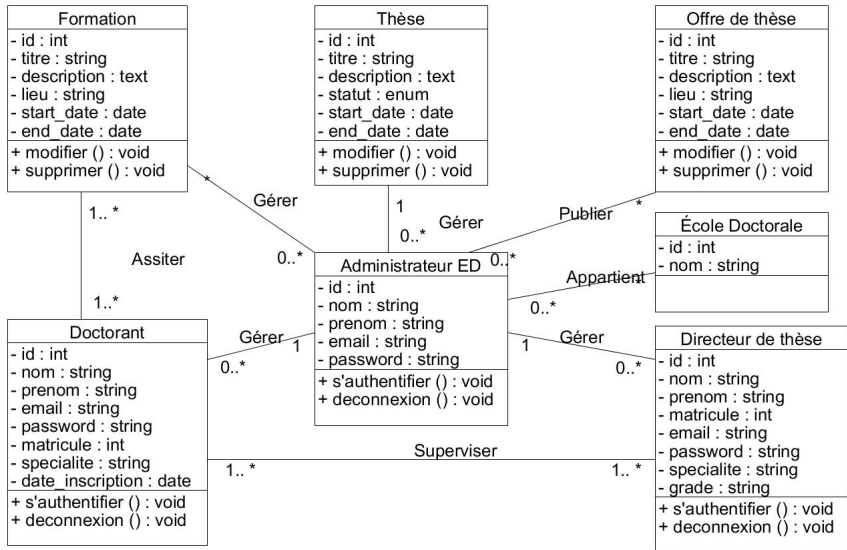 Formation
- id : int
- titre : string
- description : text
- lieu : string
- start_date : date
- end_date : date
+ modifier () : void
+ supprimer () : void
Thèse
- id : int
- titre : string
- description : text
- statut : enum
- start_date : date
- end_date : date
+ modifier () : void
+ supprimer () : void
Offre de thèse
- id : int
- titre : string
- description : text
- lieu : string
- start_date : date
- end_date : date
+ modifier () : void
+ supprimer () : void
*
Gérer
0..*
1
Gérer
0..*
Publier
*
0..*
1.. *
Assiter
1..*
École Doctorale
- id : int
- nom : string
Appartient
*
0..*
Administrateur ED
- id : int
- nom : string
- prenom : string
- email : string
- password : string
+ s'authentifier () : void
+ deconnexion () : void
Gérer
1
0..*
Gérer
1
0..*
Doctorant
- id : int
- nom : string
- prenom : string
- email : string
- password : string
- matricule : int
- specialite : string
- date_inscription : date
+ s'authentifier () : void
+ deconnexion () : void
Directeur de thèse
- id : int
- nom : string
- prenom : string
- matricule : int
- email : string
- password : string
- specialite : string
- grade : string
+ s'authentifier () : void
+ deconnexion () : void
Superviser
1.. *
1.. *